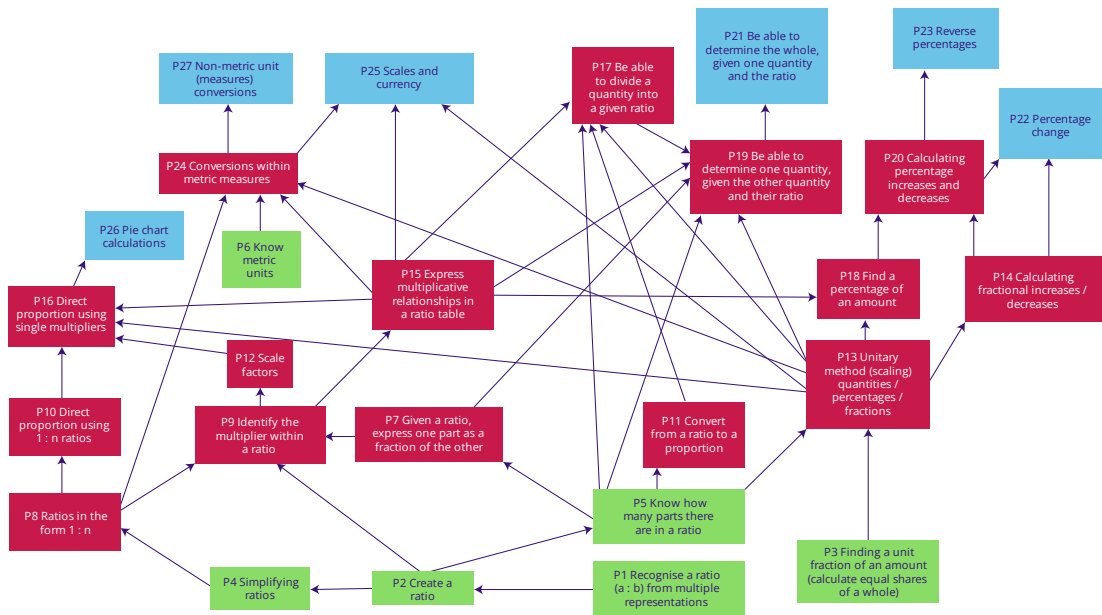 P27 Non-metric unit
(measures)
conversions
P25 Scales and
currency
P17 Be able
to divide a
quantity into
a given ratio
P21 Be able to
determine the whole,
given one quantity
and the ratio
P23 Reverse
percentages
P22 Percentage
change
P24 Conversions within
metric measures
P19 Be able to
determine one quantity,
given the other quantity
and their ratio
P20 Calculating
percentage
increases and
decreases
P26 Pie chart
calculations
P6 Know
metric
units
P15 Express
multiplicative
relationships in
a ratio table
P18 Find a
percentage of
an amount
P14 Calculating
fractional increases /
decreases
P16 Direct
proportion using
single multipliers
P12 Scale
factors
P13 Unitary
method (scaling)
quantities /
percentages /
fractions
P10 Direct
proportion using
1 : n ratios
P9 Identify the
multiplier within
a ratio
P7 Given a ratio,
express one part as a
fraction of the other
P11 Convert
from a ratio to a
proportion
P8 Ratios in the
form 1 : n
P5 Know how
many parts there
are in a ratio
P3 Finding a unit
fraction of an amount
(calculate equal shares
of a whole)
P4 Simplifying
ratios
P2 Create a
ratio
P1 Recognise a ratio
(a : b) from multiple
representations